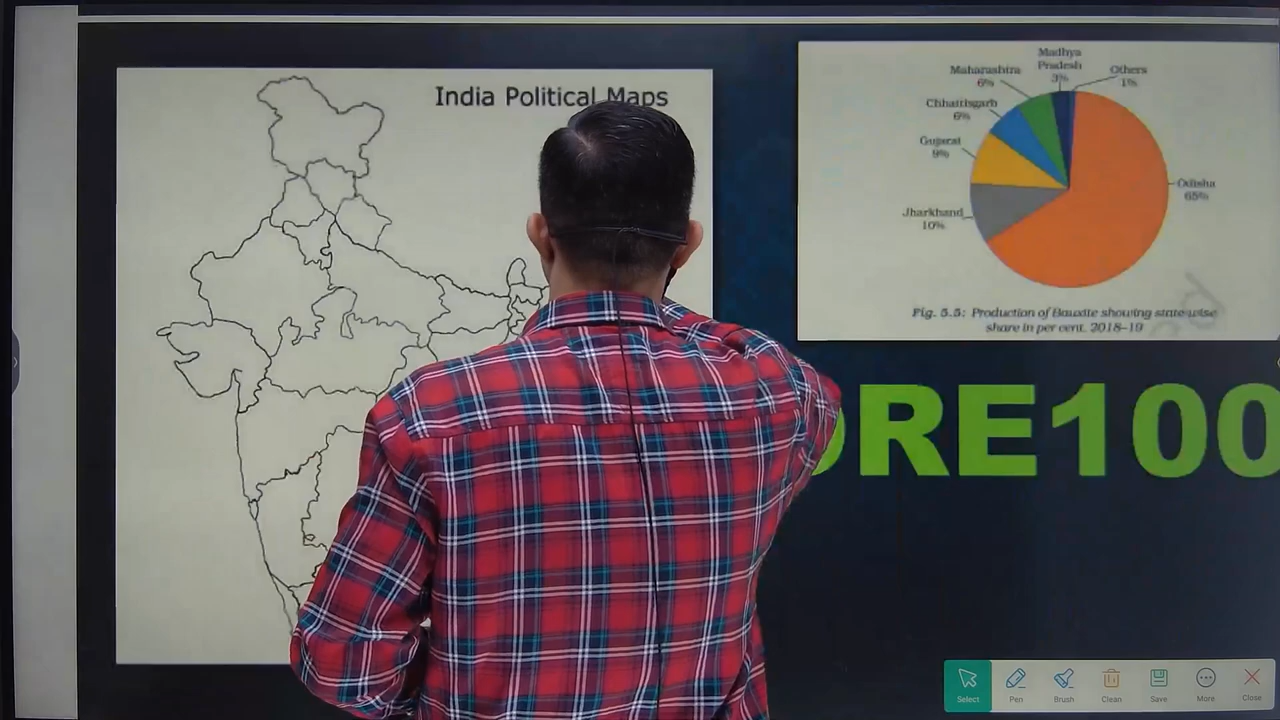 India Political Maps
Madhya
Pradesh
3%
Maharashtra
6%
Others
1%
Chhattisgarh
6%
Gujarat
9%
Odisha
65%
Jharkhand
10%
Fig. 5.5: Production of Bauxite showing state-wise
share in per cent, 2018–19
ORE100
Select
Pen
Brush
Clean
Save
More
Close